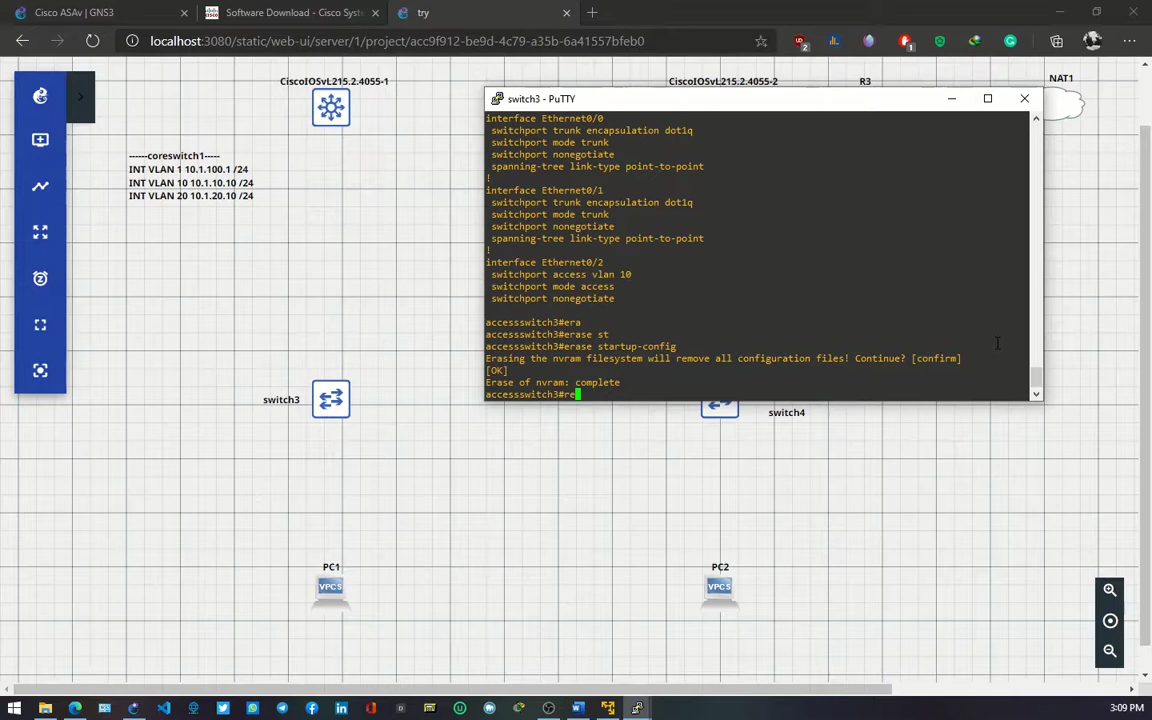 Cisco ASAv | GNS3
Software Download - Cisco Syste
try
localhost:3080/static/web-ui/server/1/project/acc9f912-be9d-4c79-a35b-6a41557bfeb0
2
1
CiscoIOSvL215.2.4055-1
CiscoIOSvL215.2.4055-2
R3
NAT1
------coreswitch1-----
INT VLAN 1 10.1.100.1 /24
INT VLAN 10 10.1.10.10 /24
INT VLAN 20 10.1.20.10 /24
switch3 - PuTTY
interface Ethernet0/0
switchport trunk encapsulation dot1q
switchport mode trunk
switchport nonegotiate
spanning-tree link-type point-to-point
!
interface Ethernet0/1
switchport trunk encapsulation dot1q
switchport mode trunk
switchport nonegotiate
spanning-tree link-type point-to-point
!
interface Ethernet0/2
switchport access vlan 10
switchport mode access
switchport nonegotiate
accessswitch3#era
accessswitch3#erase st
accessswitch3#erase startup-config
Erasing the nvram filesystem will remove all configuration files! Continue? [confirm]
[OK]
Erase of nvram: complete
accessswitch3#re
switch3
switch4
PC1
PC2
VPCS
VPCS
3:09 PM